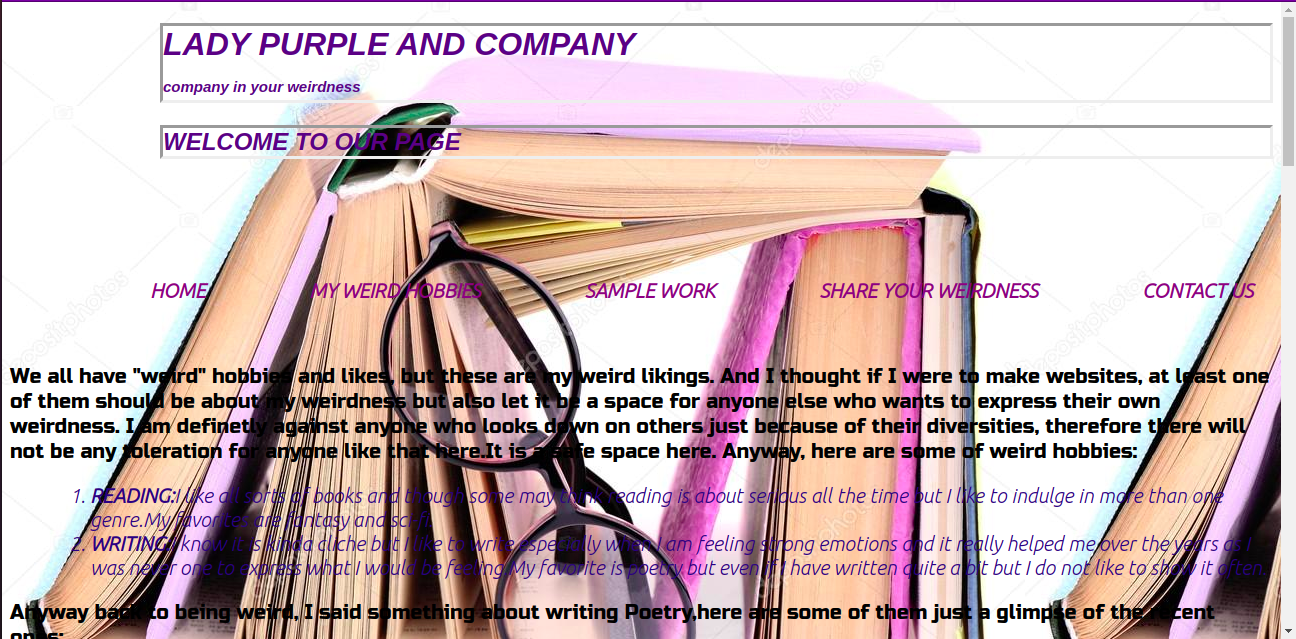 LADY PURPLE AND COMPANY
company in your weirdness
WELCOME TO OUR PAGE
HOME MY WEIRD HOBBIES SAMPLE WORK SHARE YOUR WEIRDNESS CONTACT US
We all have "weird" hobbies and likes, but these are my weird likings. And I thought if I were to make websites, at least one
of them should be about my weirdness but also let it be a space for anyone else who wants to express their own
weirdness. I am definetly against anyone who looks down on others just because of their diversities, therefore there will
not be any toleration for anyone like that here.It is a safe space here. Anyway, here are some of weird hobbies:
1. READING:I like all sorts of books and though some may think reading is about serious all the time but I like to indulge in more than one
genre.My favorites are fantasy and sci-fi.
2. WRITING:I know it is kinda cliche but I like to write especially when I am feeling strong emotions and it really helped me over the years as I
was never one to express what I would be feeling.My favorite is poetry but even if I have written quite a bit but I do not like to show it often.
Anyway back to being weird, I said something about writing Poetry,here are some of them just a glimpse of the recent
ones:
depositphotos
depositphotos
depositphotos
depositphotos
depositphotos
depositphotos